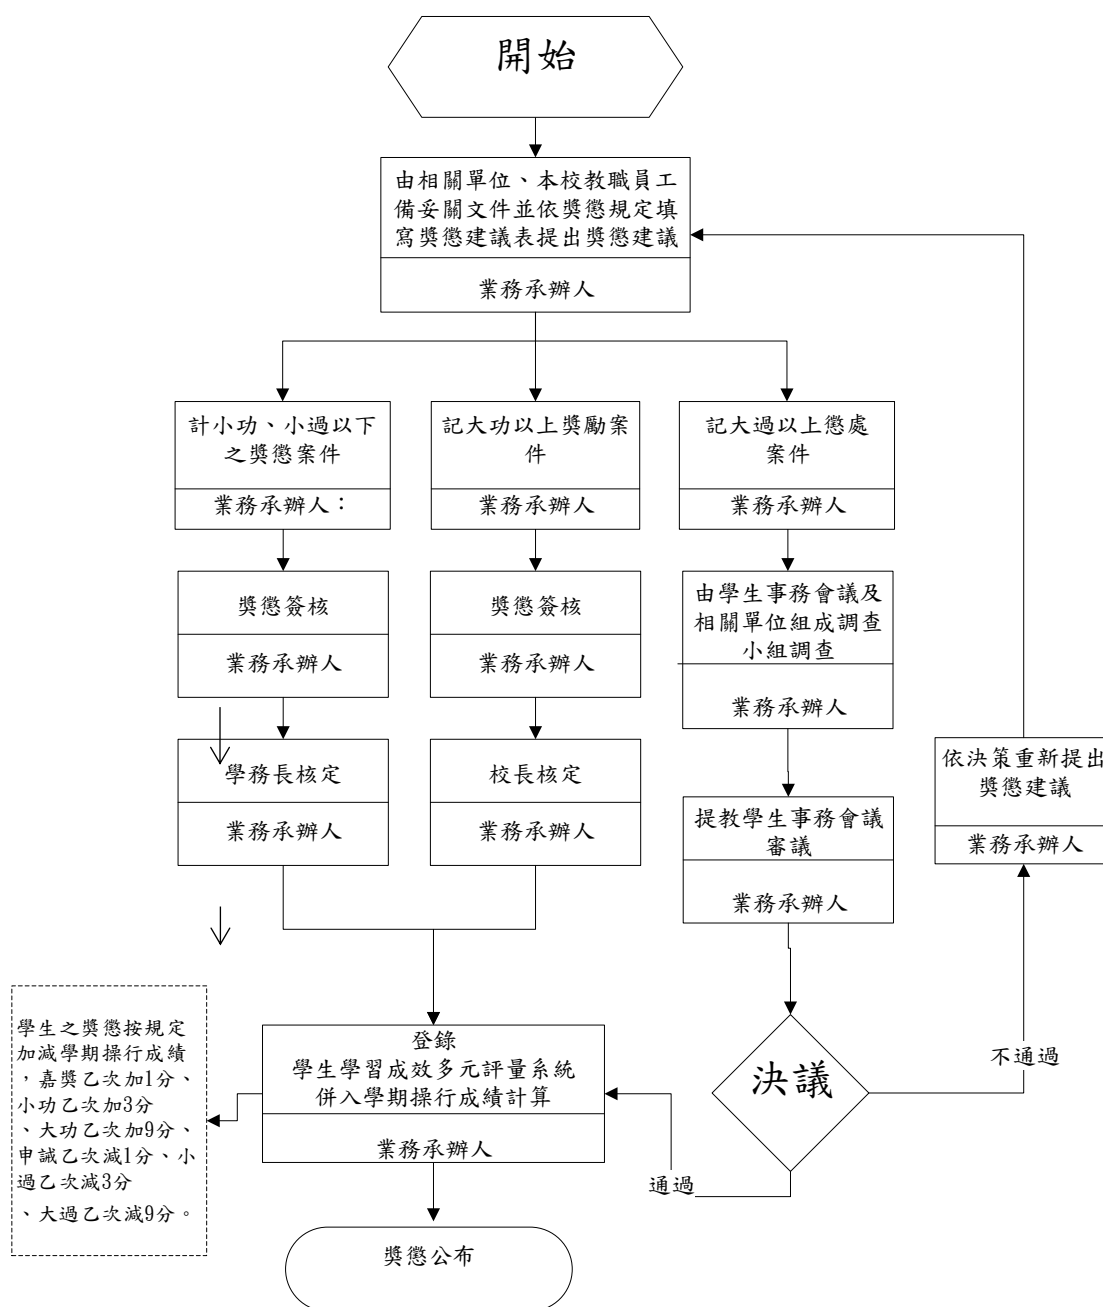 開始
由相關單位、本校教職員工
備妥關文件並依獎懲規定填
寫獎懲建議表提出獎懲建議
業務承辦人
計小功、小過以下
之獎懲案件
業務承辦人：
記大功以上獎勵案
件
業務承辦人
記大過以上懲處
案件
業務承辦人
獎懲簽核
業務承辦人
獎懲簽核
業務承辦人
由學生事務會議及
相關單位組成調查
小組調查
業務承辦人
學務長核定
業務承辦人
校長核定
業務承辦人
提教學生事務會議
審議
業務承辦人
依決策重新提出
獎懲建議
業務承辦人
決議
不通過
通過
登錄
學生學習成效多元評量系統
併入學期操行成績計算
業務承辦人
學生之獎懲按規定
加減學期操行成績
，嘉獎乙次加1分、
小功乙次加3分
、大功乙次加9分、
申誡乙次減1分、小
過乙次減3分
、大過乙次減9分。
獎懲公布